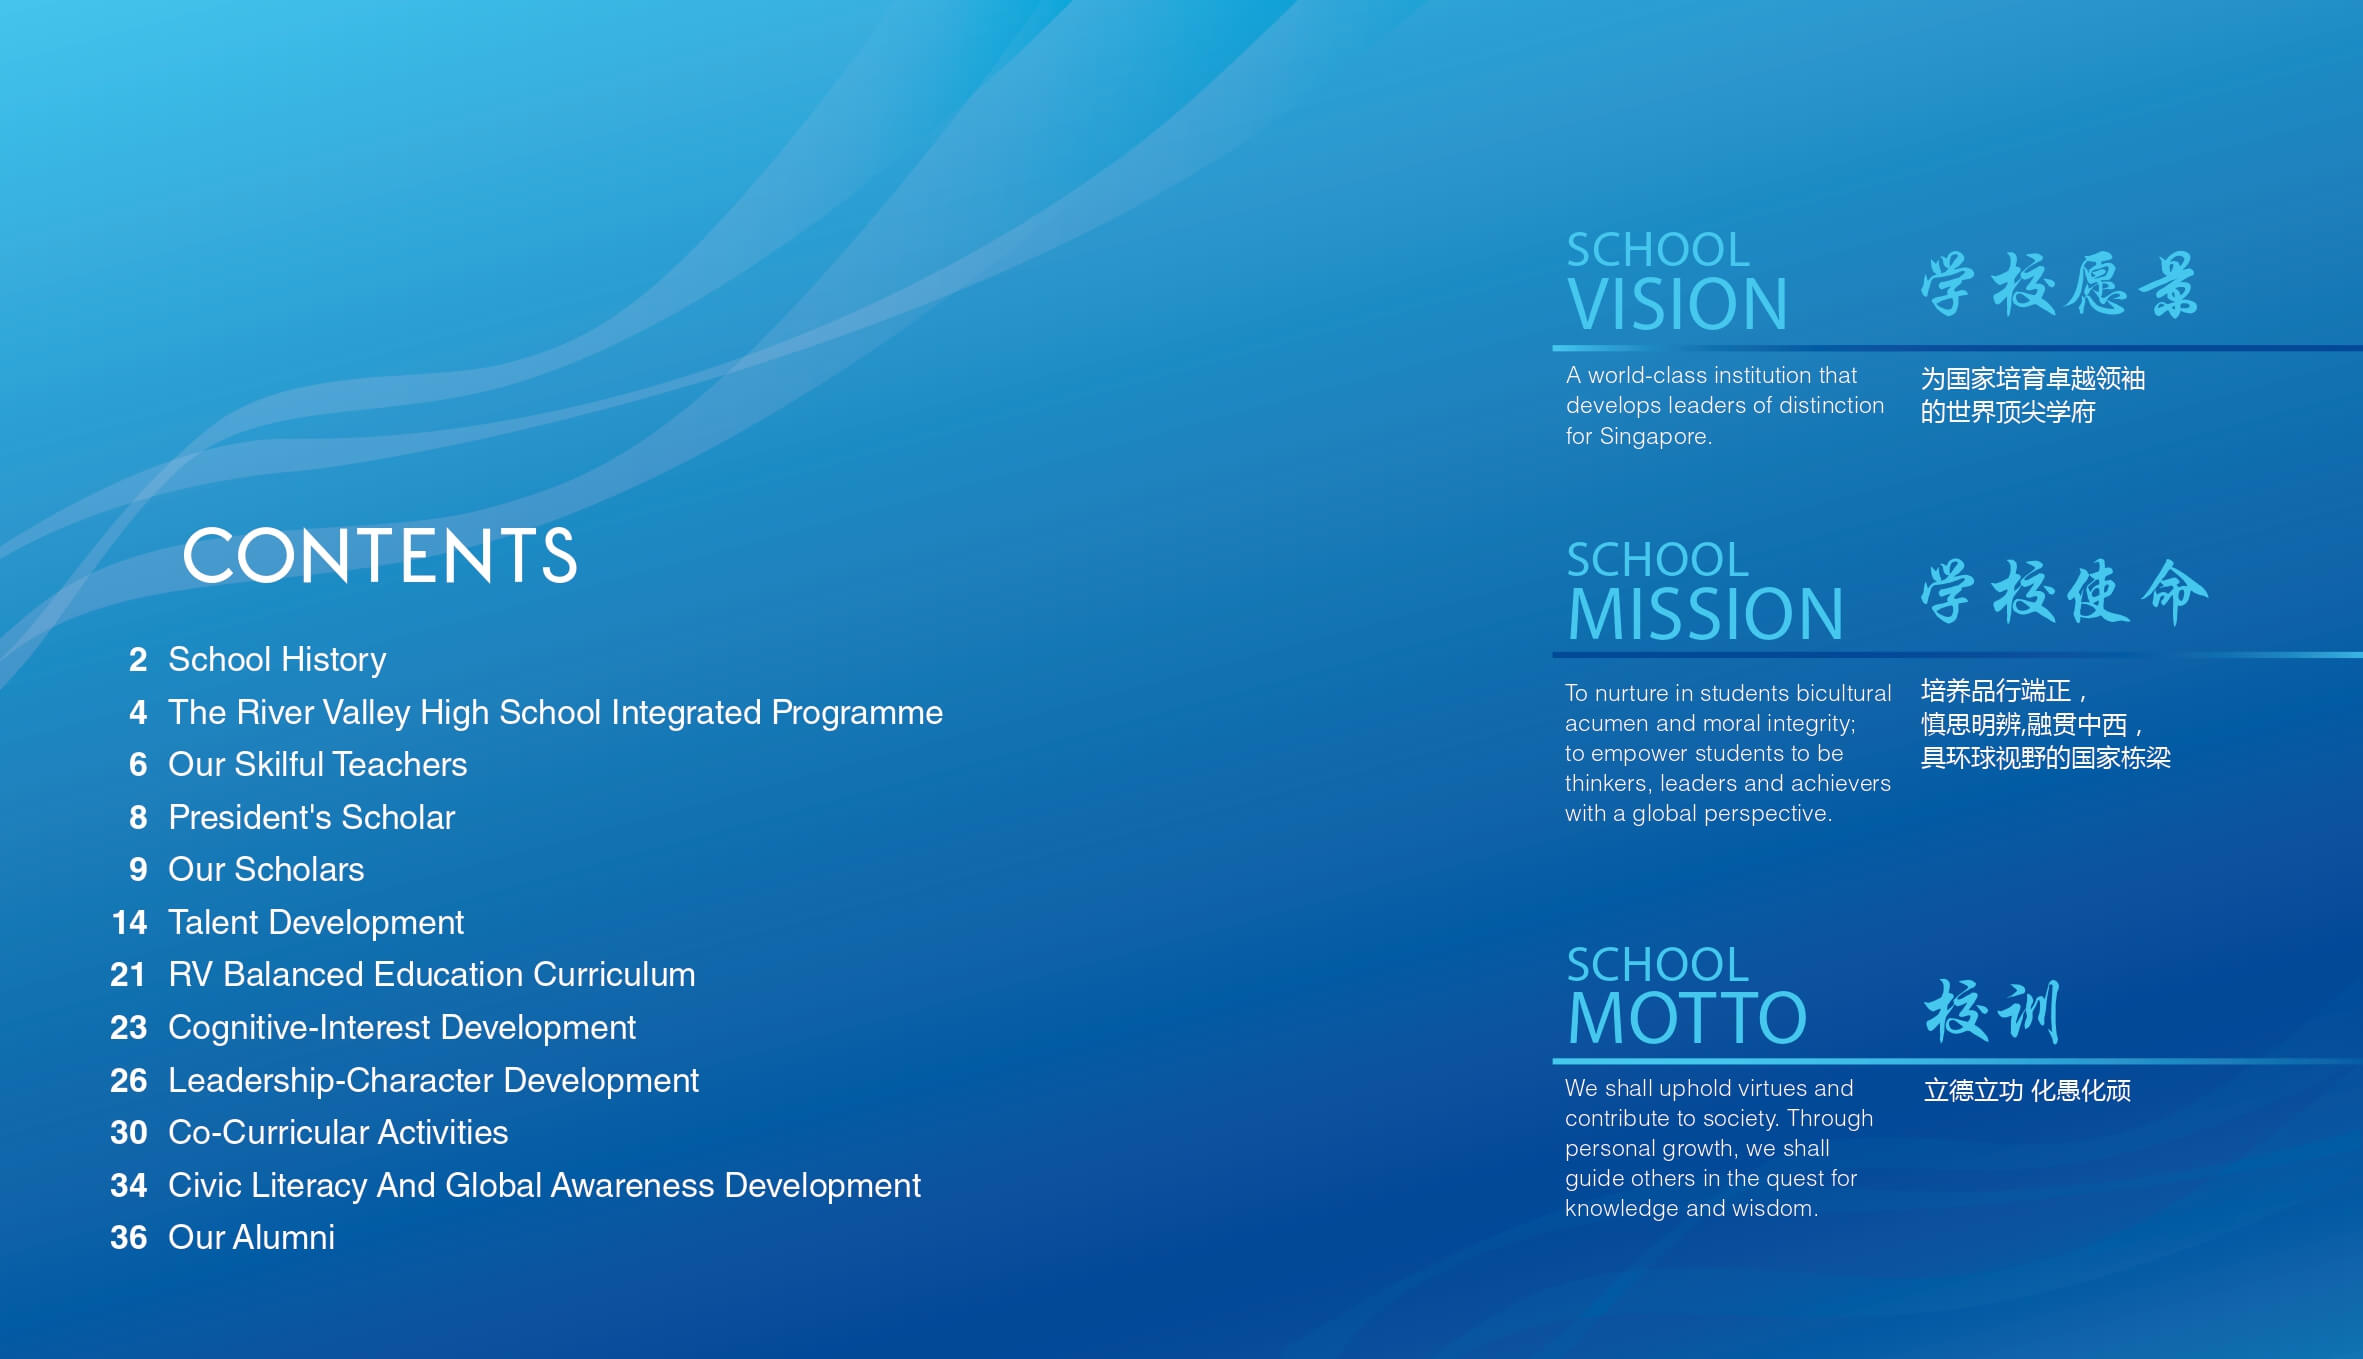 CONTENTS
2 School History
4 The River Valley High School Integrated Programme
6 Our Skilful Teachers
8 President's Scholar
9 Our Scholars
14 Talent Development
21 RV Balanced Education Curriculum
23 Cognitive-Interest Development
26 Leadership-Character Development
30 Co-Curricular Activities
34 Civic Literacy And Global Awareness Development
36 Our Alumni
SCHOOL
VISION
学校愿景
A world-class institution that
develops leaders of distinction
for Singapore.
为国家培育卓越领袖
的世界顶尖学府
SCHOOL
MISSION
学校使命
To nurture in students bicultural
acumen and moral integrity;
to empower students to be
thinkers, leaders and achievers
with a global perspective.
培养品行端正，
慎思明辨,融贯中西，
具环球视野的国家栋梁
SCHOOL
MOTTO
校训
We shall uphold virtues and
contribute to society. Through
personal growth, we shall
guide others in the quest for
knowledge and wisdom.
立德立功 化愚化顽